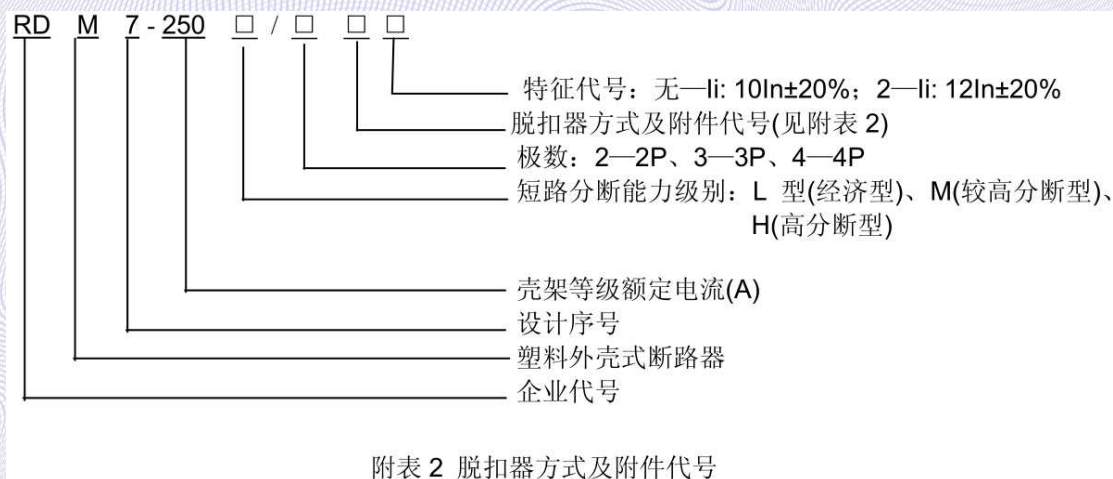 RD M 7 - 250 □ / □ □ □
特征代号：无—Ii: 10In±20%；2—Ii: 12In±20%
脱扣器方式及附件代号(见附表 2)
极数：2—2P、3—3P、4—4P
短路分断能力级别：L 型(经济型)、M(较高分断型)、
H(高分断型)
壳架等级额定电流(A)
设计序号
塑料外壳式断路器
企业代号
附表 2 脱扣器方式及附件代号